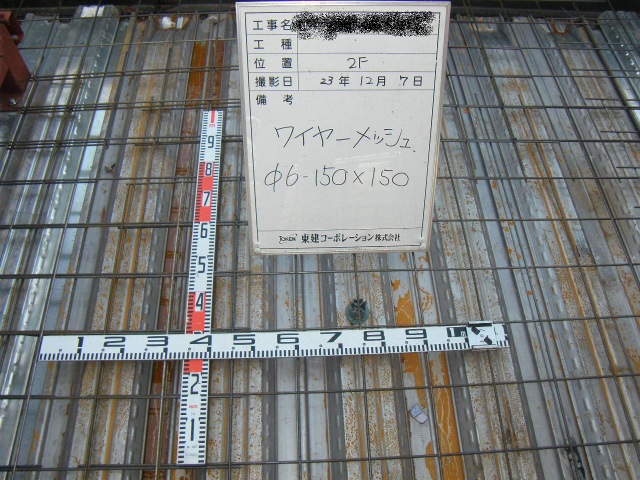 工事名
工種
位置 2F
撮影日 23年12月7日
備考
ワイヤーメッシュ
φ6-150×150
TOKEN 東建コーポレーション株式会社
1m
9
8
7
6
5
4
2
1
1 2 3 4 5 6 7 8 9 1